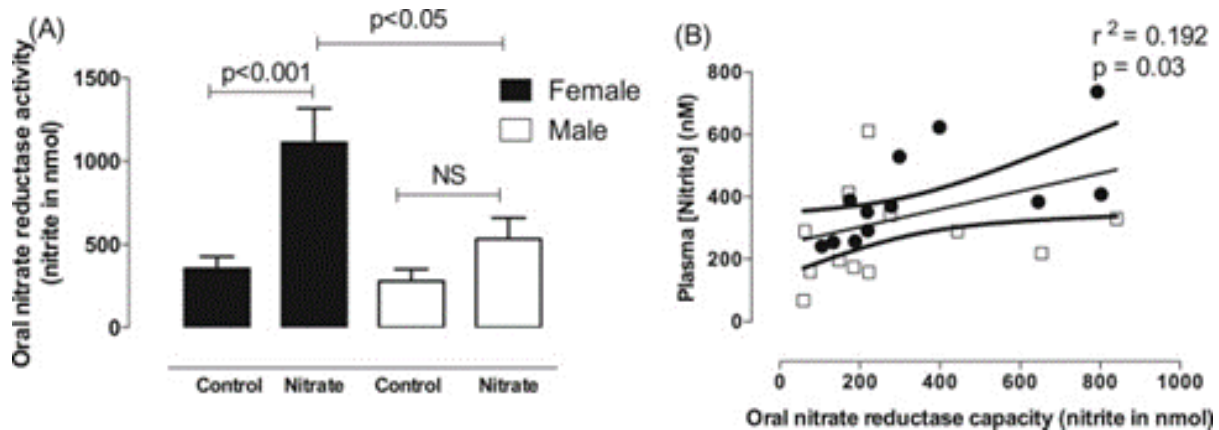 (A)
p<0.05
p<0.001
NS
Female
Male
Oral nitrate reductase activity
(nitrite in nmol)
1500
1000
500
0
Control Nitrate Control Nitrate
(B)
r² = 0.192
p = 0.03
Plasma [Nitrite] (nM)
800
600
400
200
0
0 200 400 600 800 1000
Oral nitrate reductase capacity (nitrite in nmol)